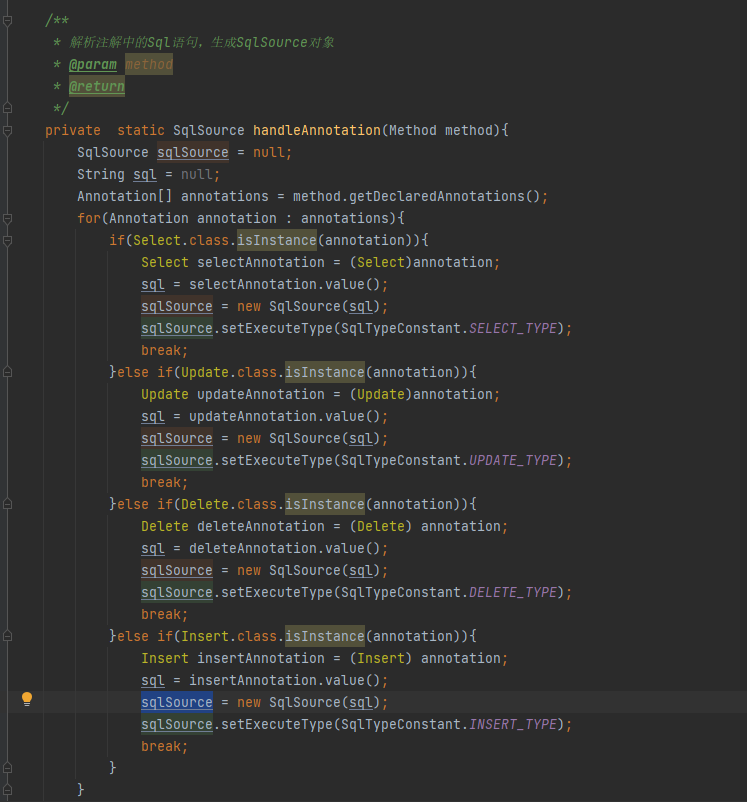 /**
 * 解析注解中的Sql语句，生成SqlSource对象
 * @param method
 * @return
 */
private  static SqlSource handleAnnotation(Method method){
    SqlSource sqlSource = null;
    String sql = null;
    Annotation[] annotations = method.getDeclaredAnnotations();
    for(Annotation annotation : annotations){
        if(Select.class.isInstance(annotation)){
            Select selectAnnotation = (Select)annotation;
            sql = selectAnnotation.value();
            sqlSource = new SqlSource(sql);
            sqlSource.setExecuteType(SqlTypeConstant.SELECT_TYPE);
            break;
        }else if(Update.class.isInstance(annotation)){
            Update updateAnnotation = (Update)annotation;
            sql = updateAnnotation.value();
            sqlSource = new SqlSource(sql);
            sqlSource.setExecuteType(SqlTypeConstant.UPDATE_TYPE);
            break;
        }else if(Delete.class.isInstance(annotation)){
            Delete deleteAnnotation = (Delete) annotation;
            sql = deleteAnnotation.value();
            sqlSource = new SqlSource(sql);
            sqlSource.setExecuteType(SqlTypeConstant.DELETE_TYPE);
            break;
        }else if(Insert.class.isInstance(annotation)){
            Insert insertAnnotation = (Insert) annotation;
            sql = insertAnnotation.value();
            sqlSource = new SqlSource(sql);
            sqlSource.setExecuteType(SqlTypeConstant.INSERT_TYPE);
            break;
        }
    }